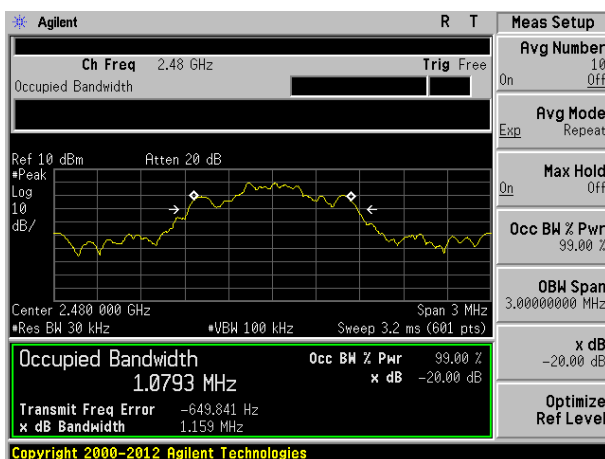 Agilent R T Meas Setup
Ch Freq 2.48 GHz Trig Free
Occupied Bandwidth
Ref 10 dBm Atten 20 dB
#Peak
Log
10
dB/
Center 2.480 000 GHz Span 3 MHz
#Res BW 30 kHz #VBW 100 kHz Sweep 3.2 ms (601 pts)
Occupied Bandwidth
1.0793 MHz
Occ BW % Pwr 99.00 %
x dB -20.00 dB
Transmit Freq Error -649.841 Hz
x dB Bandwidth 1.159 MHz
Copyright 2000-2012 Agilent Technologies
Avg Number
10
On Off
Avg Mode
Exp Repeat
Max Hold
On Off
Occ BW % Pwr
99.00 %
OBW Span
3.00000000 MHz
x dB
-20.00 dB
Optimize
Ref Level